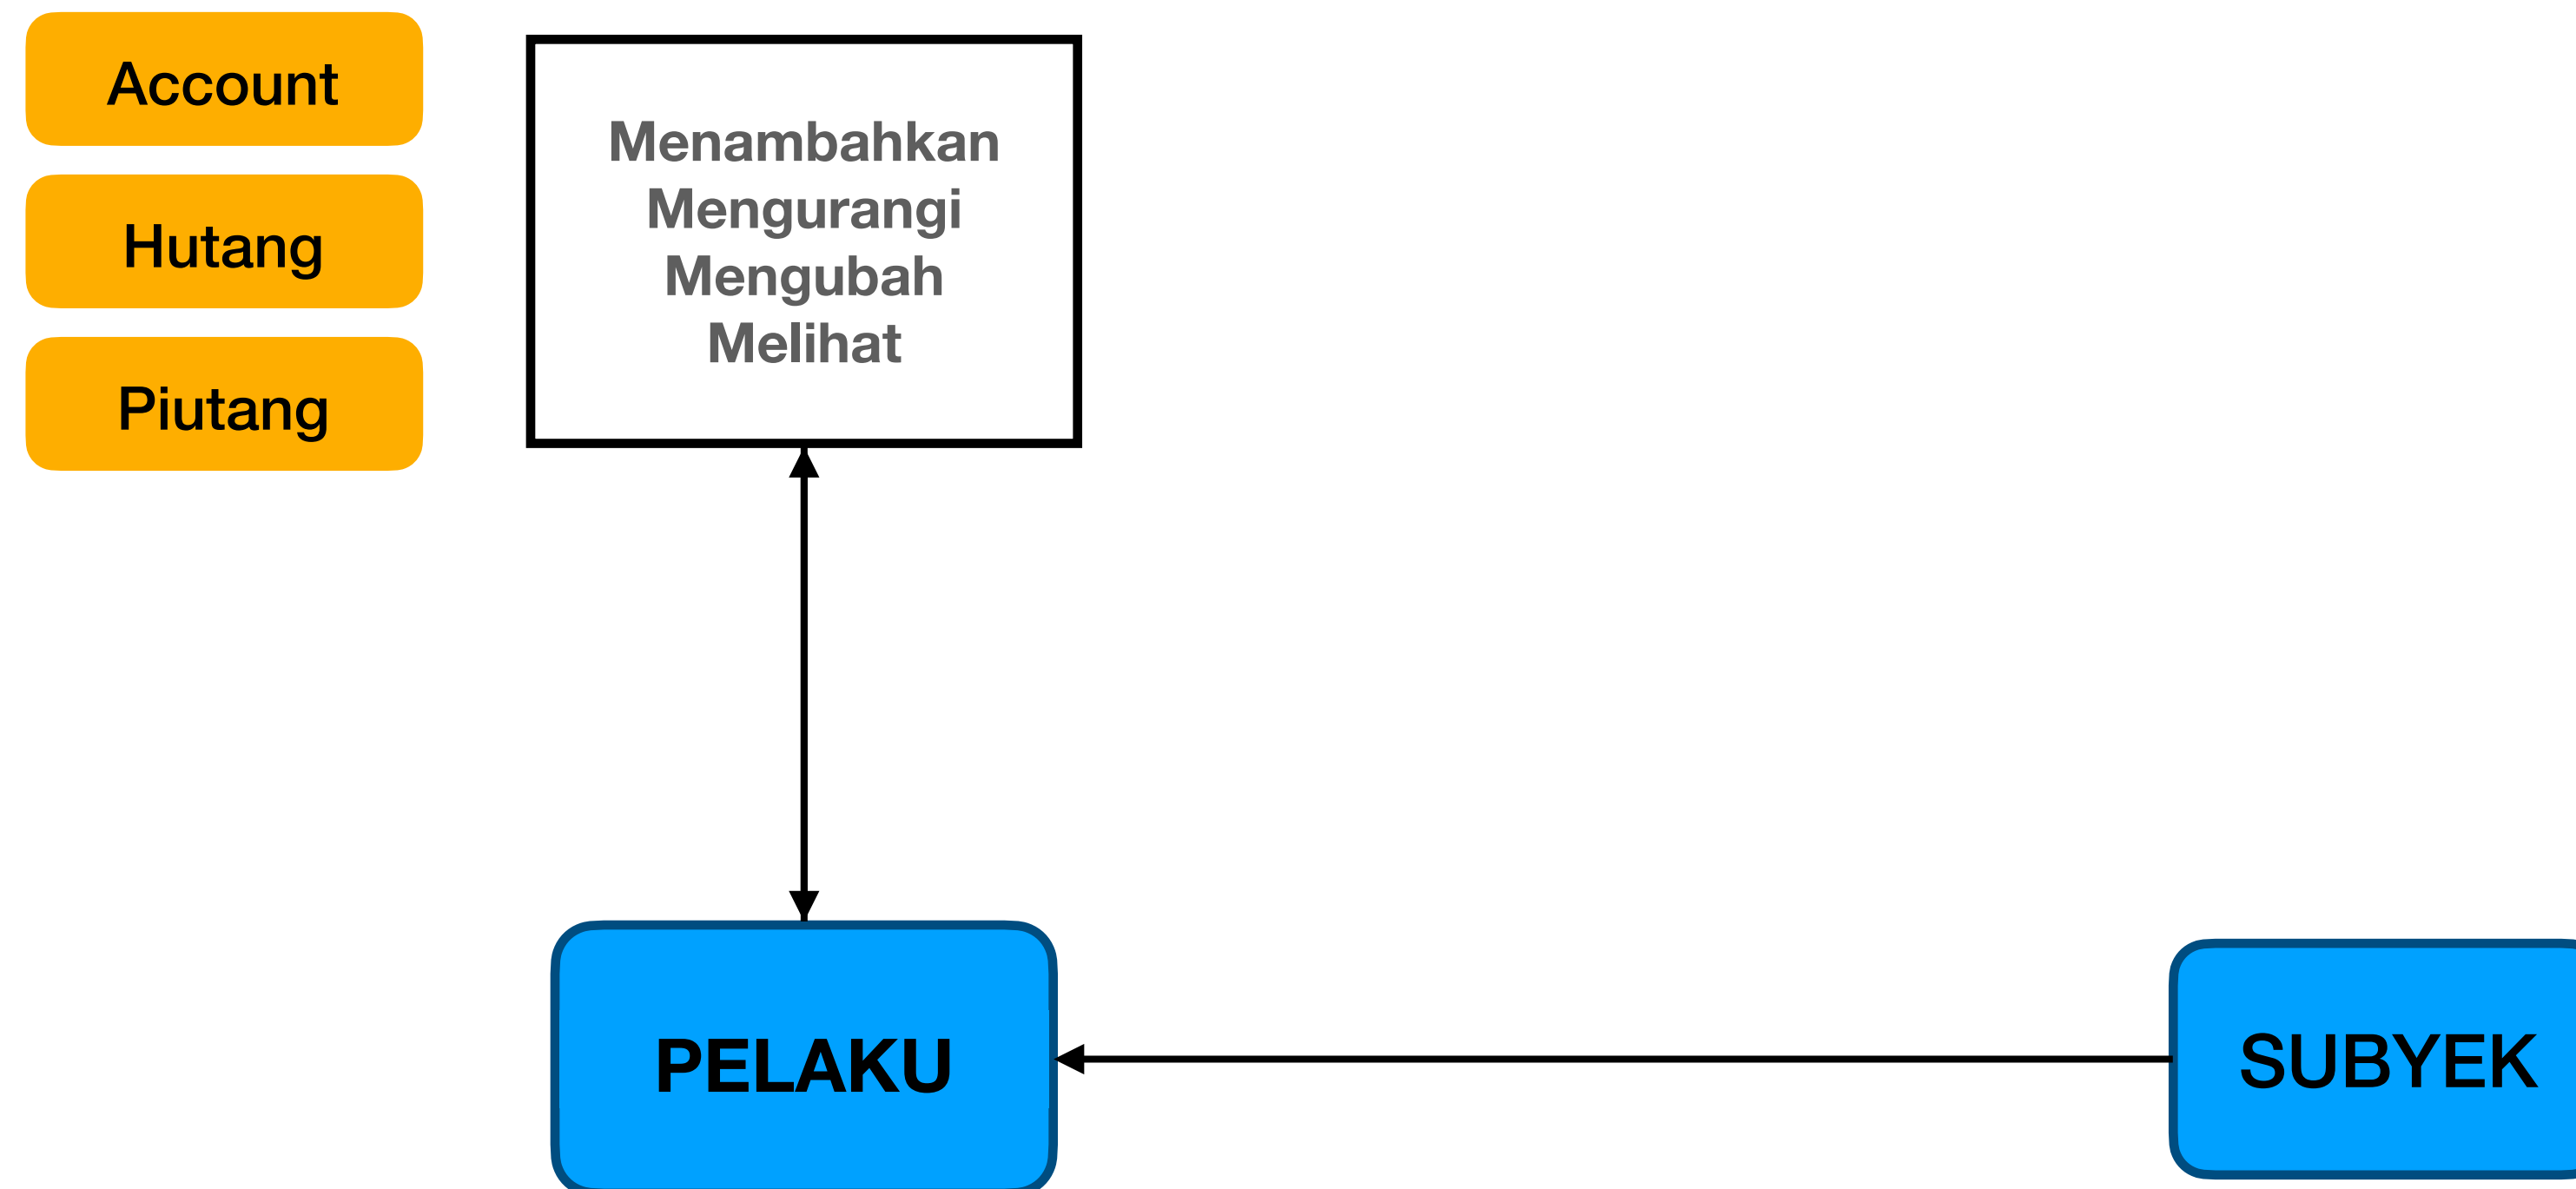 Account
Hutang
Piutang
Menambahkan
Mengurangi
Mengubah
Melihat
PELAKU
SUBYEK